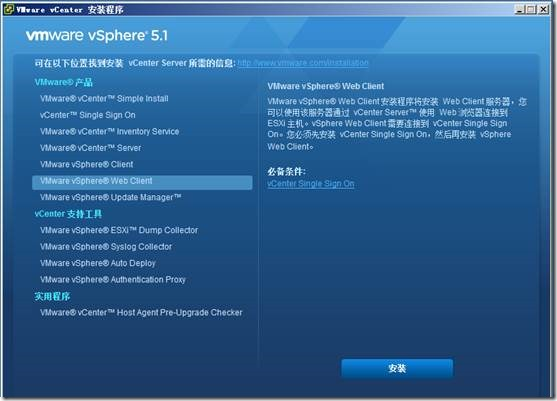 VMware vCenter 安装程序
vmware vSphere® 5.1
可在以下位置找到安装 vCenter Server 所需的信息: http://www.vmware.com/installation
VMware® 产品
VMware® vCenter™ Simple Install
vCenter™ Single Sign On
VMware® vCenter™ Inventory Service
VMware® vCenter™ Server
VMware vSphere® Client
VMware vSphere® Web Client
VMware vSphere® Update Manager™
vCenter 支持工具
VMware vSphere® ESXi™ Dump Collector
VMware vSphere® Syslog Collector
VMware vSphere® Auto Deploy
VMware vSphere® Authentication Proxy
实用程序
VMware® vCenter™ Host Agent Pre-Upgrade Checker
VMware vSphere® Web Client
VMware vSphere® Web Client 安装程序将安装 Web Client 服务器，您
可以使用该服务器通过 vCenter Server™ 使用 Web 浏览器连接到
ESXi 主机。vSphere Web Client 需要连接到 vCenter Single Sign
On。您必须先安装 vCenter Single Sign On，然后再安装 vSphere
Web Client。
必备条件:
vCenter Single Sign On
安装